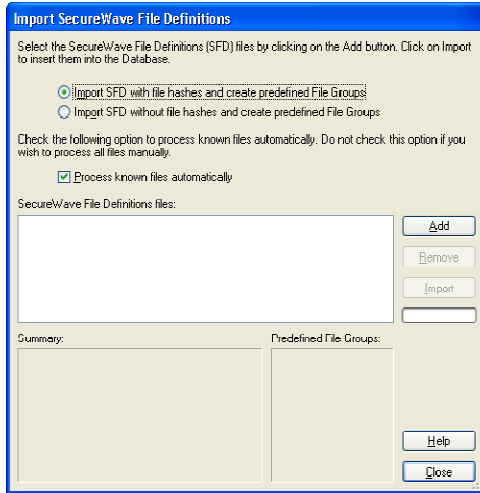 Import SecureWave File Definitions
Select the SecureWave File Definitions (SFD) files by clicking on the Add button. Click on Import
to insert them into the Database.
Import SFD with file hashes and create predefined File Groups
Import SFD without file hashes and create predefined File Groups
Check the following option to process known files automatically. Do not check this option if you
wish to process all files manually.
Process known files automatically
SecureWave File Definitions files:
Add
Remove
Import
Summary:
Predefined File Groups:
Help
Close